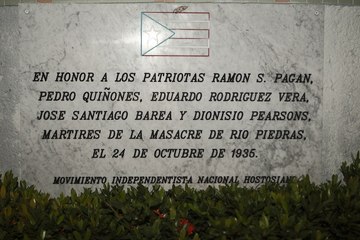 EN HONOR A LOS PATRIOTAS RAMON S. PAGAN,
PEDRO QUIÑONES, EDUARDO RODRIGUEZ VERA,
JOSE SANTIAGO BAREA Y DIONISIO PEARSONS,
MARTIRES DE LA MASACRE DE RIO PIEDRAS,
EL 24 DE OCTUBRE DE 1935.
MOVIMIENTO INDEPENDENTISTA NACIONAL HOSTOSIANO